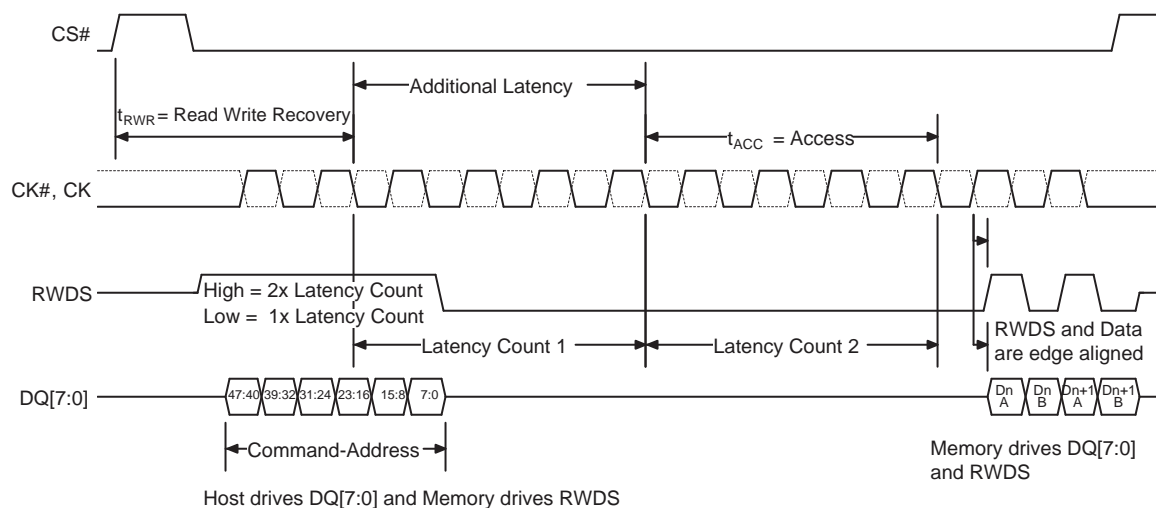 CS#
Additional Latency
tRWR = Read Write Recovery
tACC = Access
CK#, CK
RWDS
High = 2x Latency Count
Low = 1x Latency Count
Latency Count 1
Latency Count 2
RWDS and Data
are edge aligned
DQ[7:0]
47:40 39:32 31:24 23:16 15:8 7:0
Dn A Dn B Dn+1 A Dn+1 B
Command-Address
Memory drives DQ[7:0]
and RWDS
Host drives DQ[7:0] and Memory drives RWDS